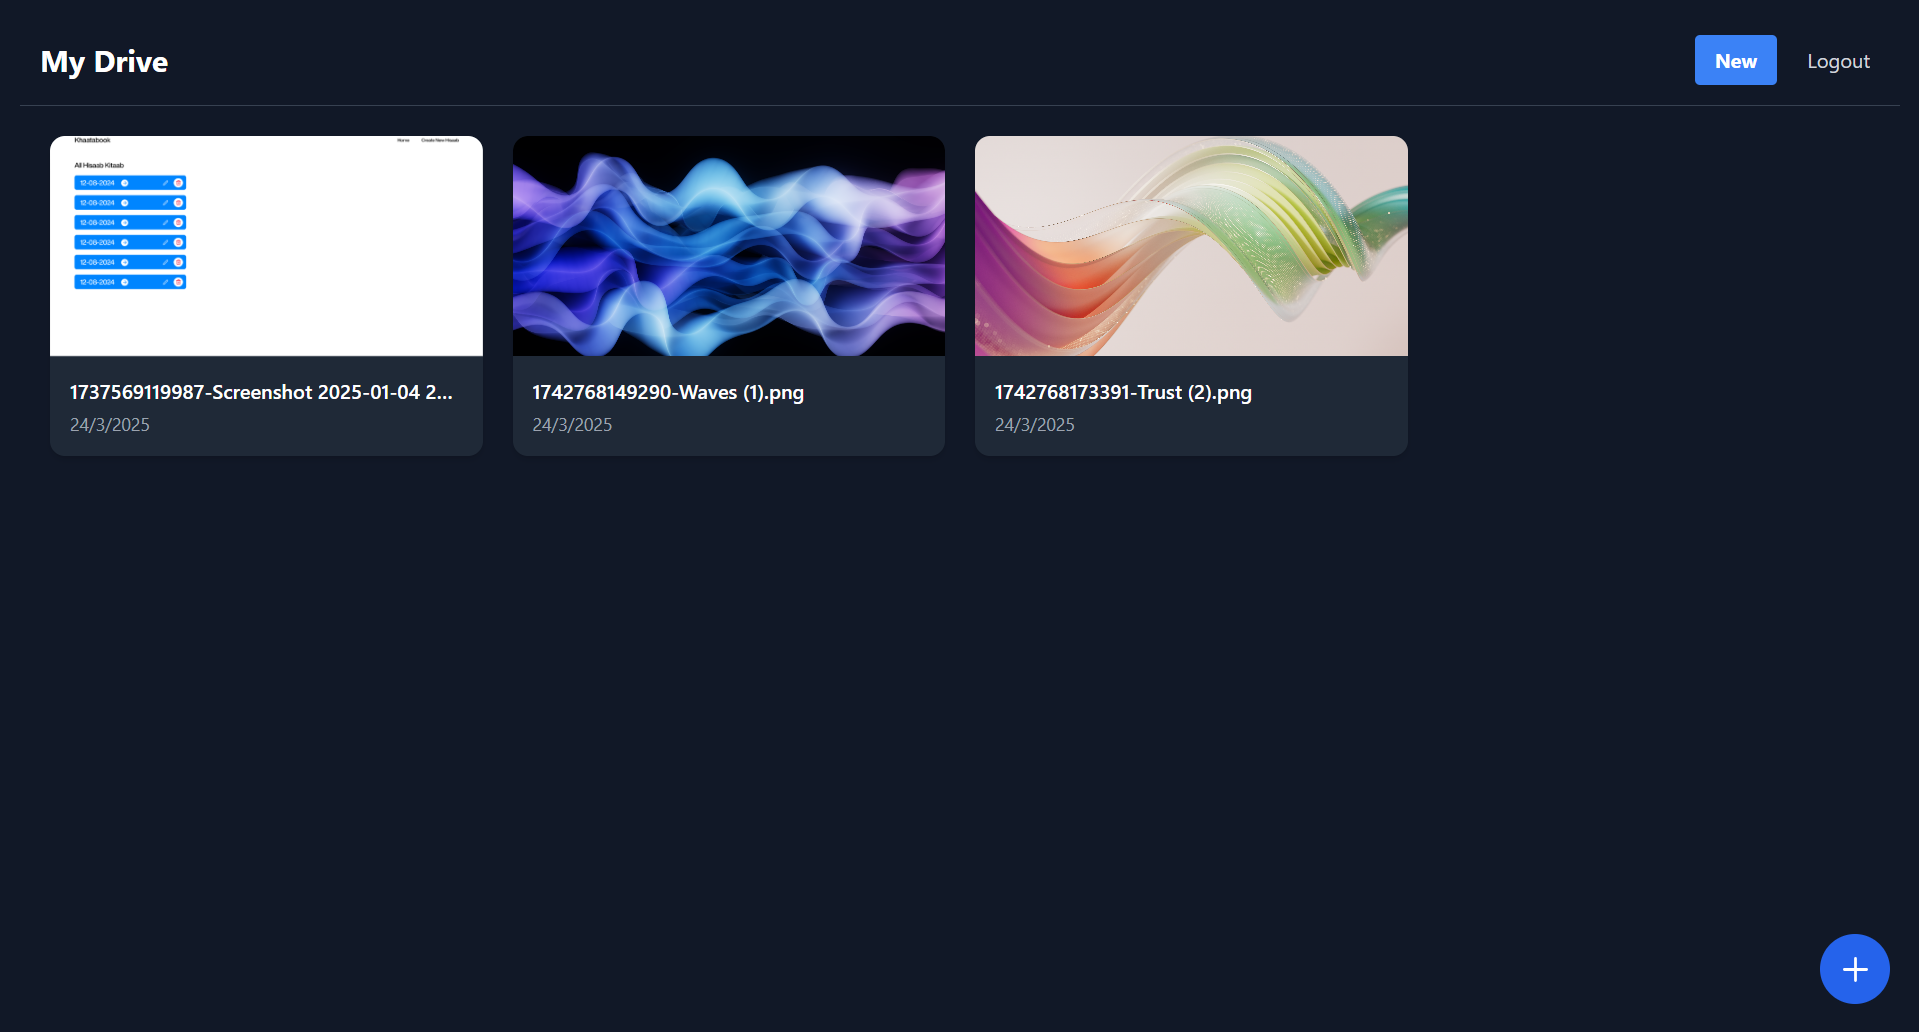 My Drive
New
Logout
Khaatabook
Home
Create New Hisaab
All Hisaab Kitaab
12-08-2024
12-08-2024
12-08-2024
12-08-2024
12-08-2024
12-08-2024
1737569119987-Screenshot 2025-01-04 2...
24/3/2025
1742768149290-Waves (1).png
24/3/2025
1742768173391-Trust (2).png
24/3/2025